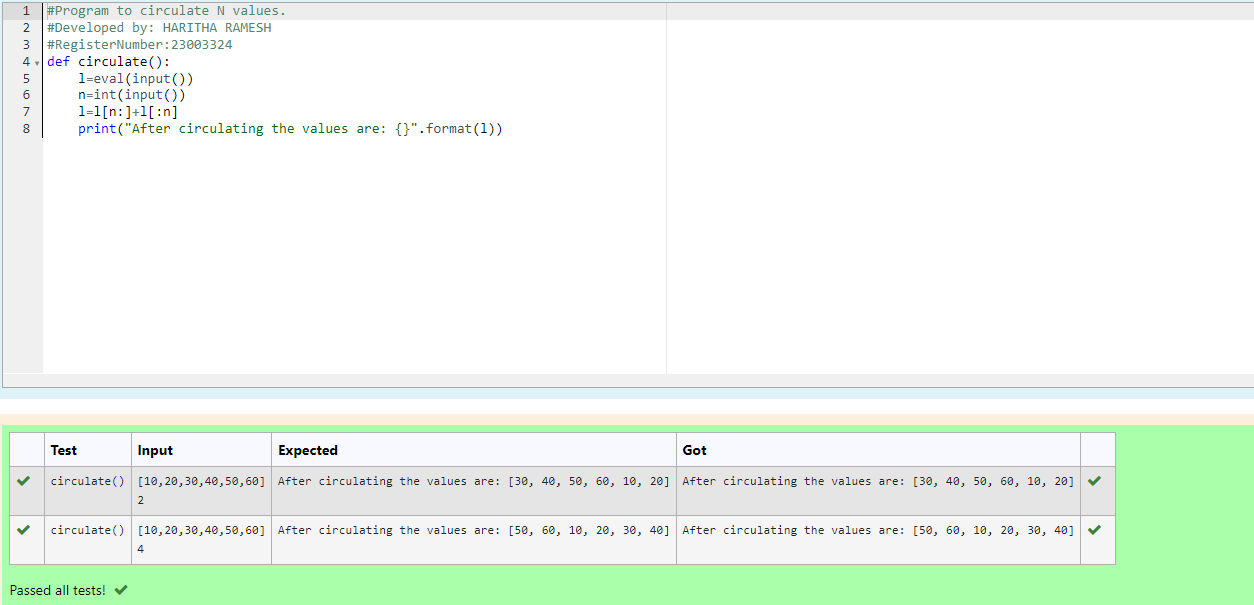 1 #Program to circulate N values.
2 #Developed by: HARITHA RAMESH
3 #RegisterNumber:23003324
4 def circulate():
5     l=eval(input())
6     n=int(input())
7     l=l[n:]+l[:n]
8     print("After circulating the values are: {}".format(l))
Test Input Expected Got
circulate() [10,20,30,40,50,60] After circulating the values are: [30, 40, 50, 60, 10, 20] After circulating the values are: [30, 40, 50, 60, 10, 20]
2
circulate() [10,20,30,40,50,60] After circulating the values are: [50, 60, 10, 20, 30, 40] After circulating the values are: [50, 60, 10, 20, 30, 40]
4
Passed all tests!